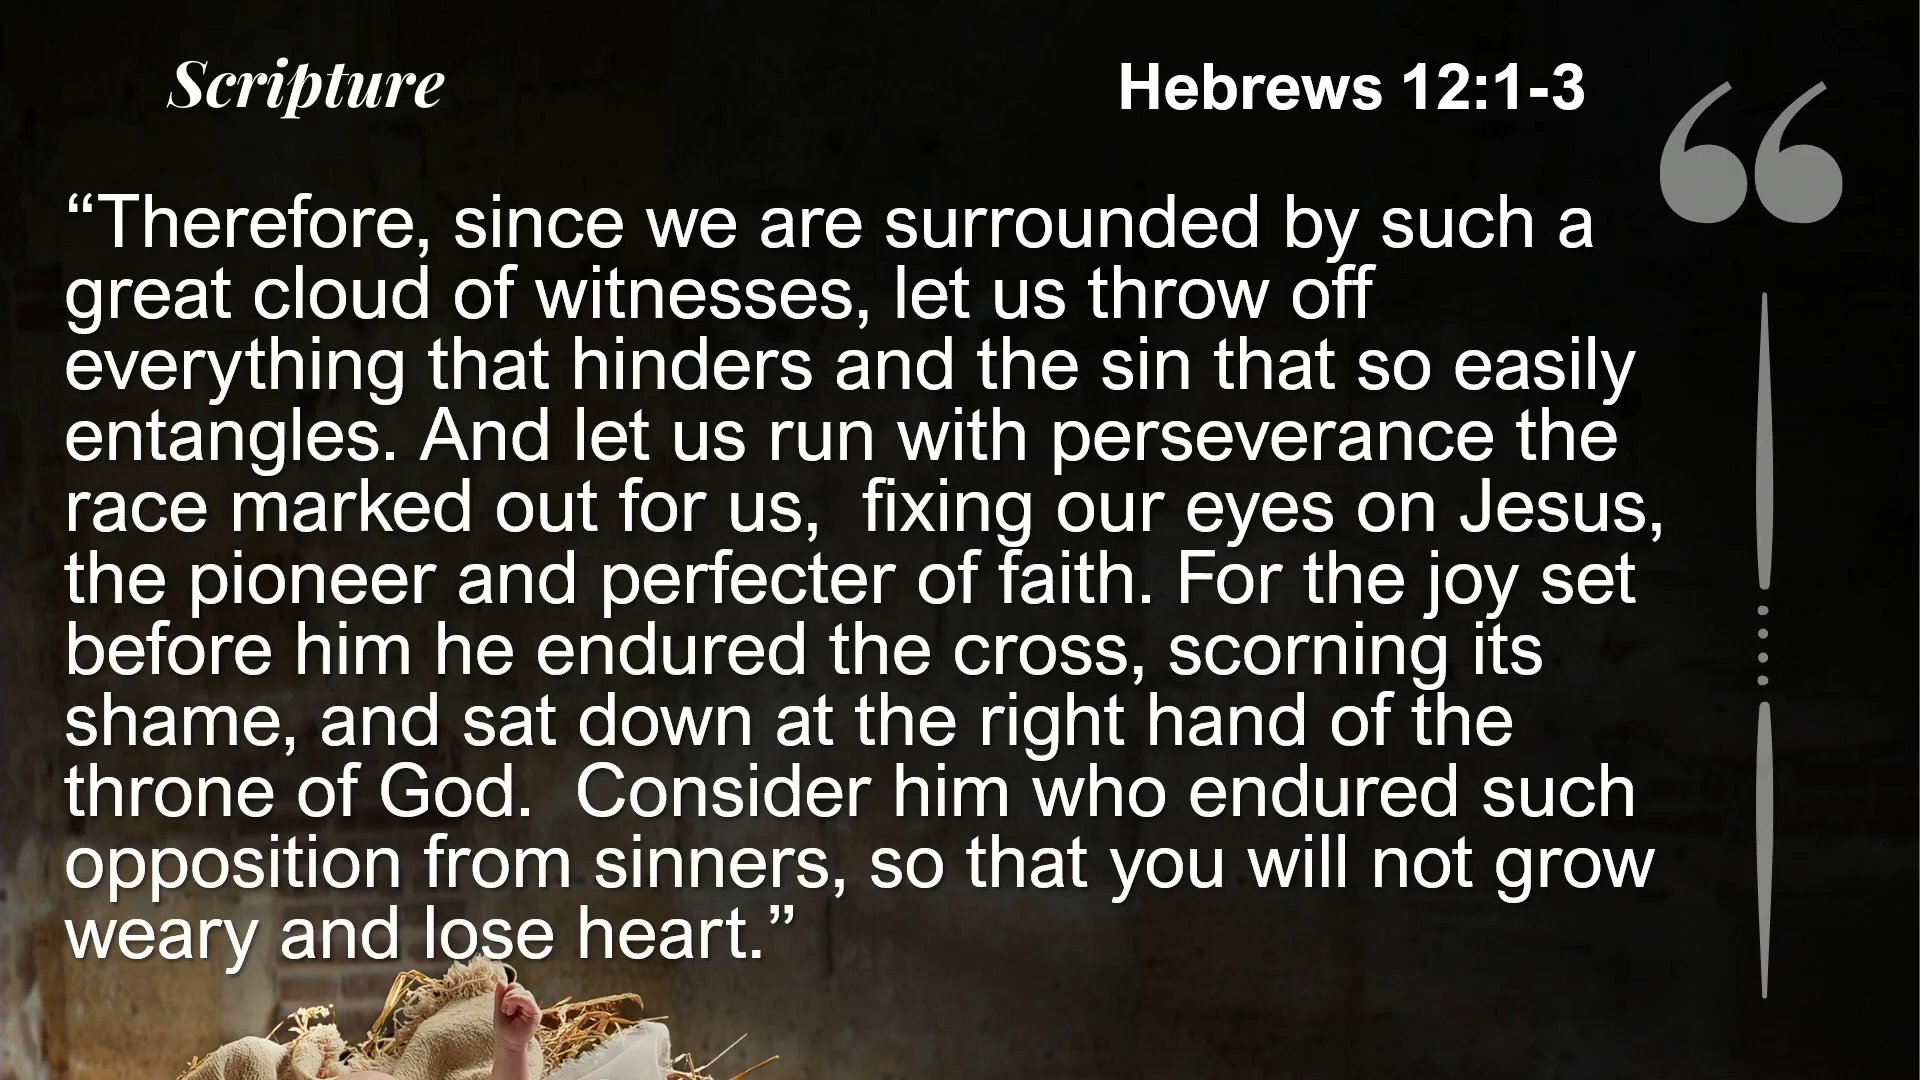 Scripture
Hebrews 12:1-3
“Therefore, since we are surrounded by such a
great cloud of witnesses, let us throw off
everything that hinders and the sin that so easily
entangles. And let us run with perseverance the
race marked out for us,  fixing our eyes on Jesus,
the pioneer and perfecter of faith. For the joy set
before him he endured the cross, scorning its
shame, and sat down at the right hand of the
throne of God.  Consider him who endured such
opposition from sinners, so that you will not grow
weary and lose heart.”